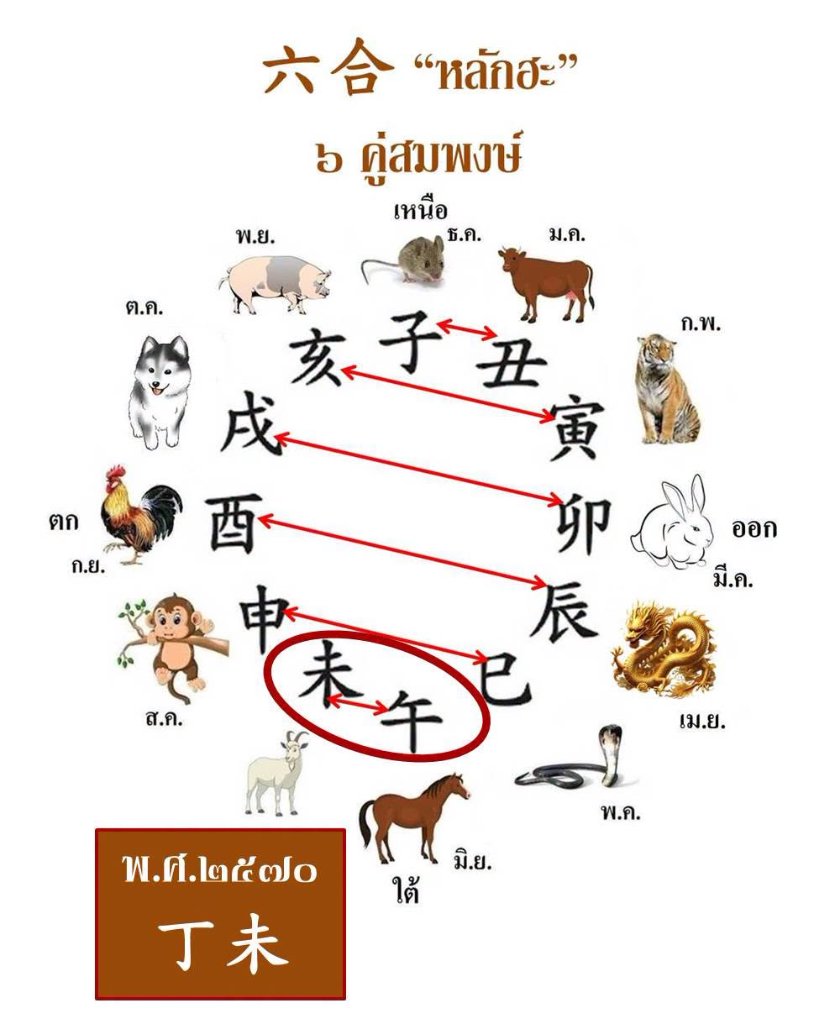 六合 “หลักฮะ”
๖ คู่สมพงษ์
เหนือ
พ.ย.
ธ.ค.
ม.ค.
ต.ค.
ก.พ.
亥
子
丑
戌
寅
ตก
酉
卯
ออก
ก.ย.
มี.ค.
申
辰
未
巳
午
ส.ค.
เม.ย.
พ.ค.
มิ.ย.
ใต้
พ.ศ.๒๕๗๐
丁未